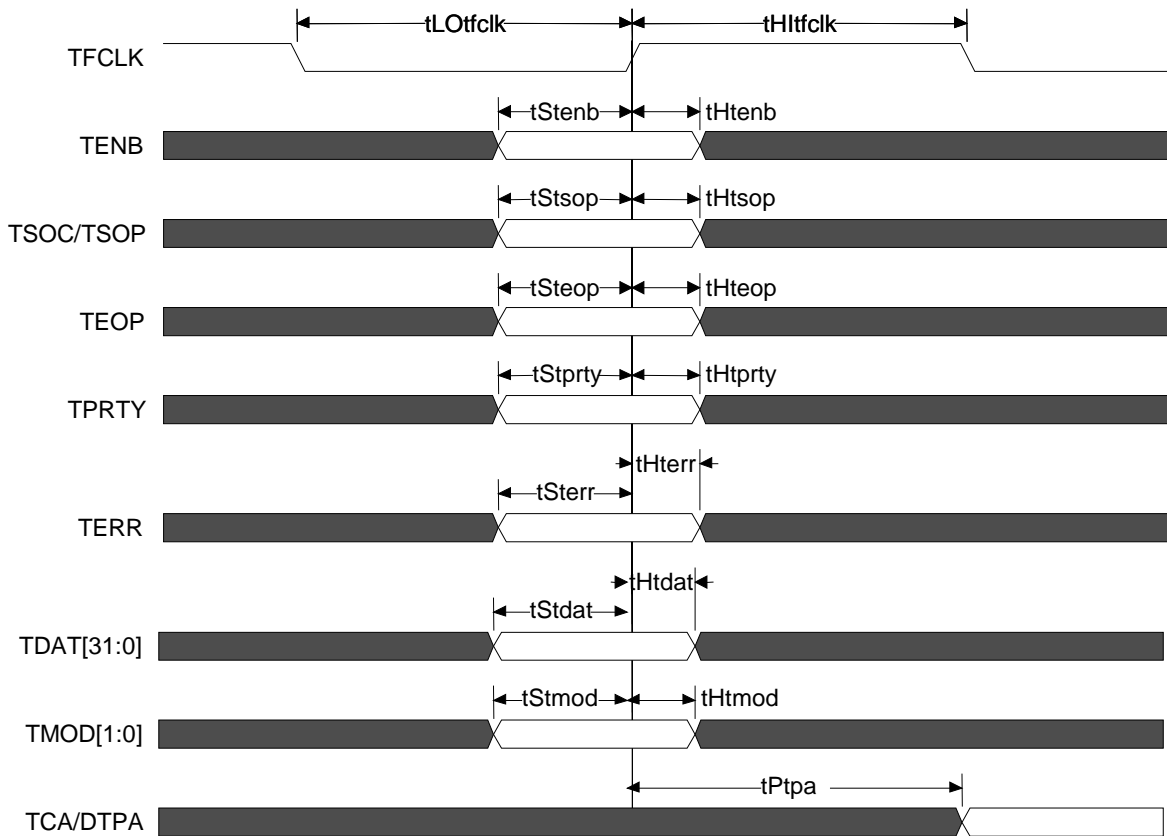 tLOtfclk tHItfclk
TFCLK
tStenb tHtenb
TENB
tStsop tHtsop
TSOC/TSOP
tSteop tHteop
TEOP
tStprty tHtprty
TPRTY
tHterr
tSterr
TERR
tHtdat
tStdat
TDAT[31:0]
tStmod tHtmod
TMOD[1:0]
tPtpa
TCA/DTPA